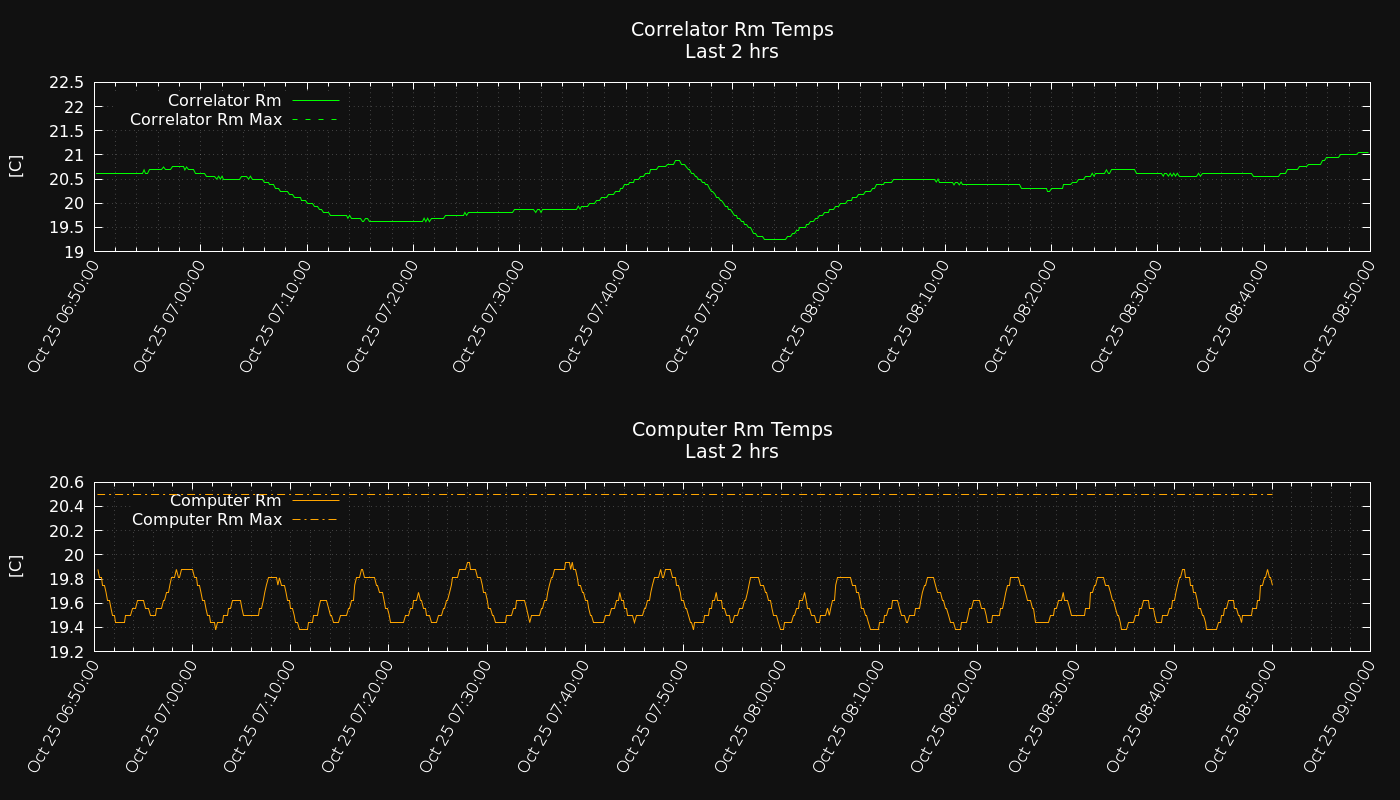 Correlator Rm Temps
Last 2 hrs
22.5
22
21.5
21
20.5
20
19.5
19
[C]
Correlator Rm
Correlator Rm Max
Oct 25 06:50:00
Oct 25 07:00:00
Oct 25 07:10:00
Oct 25 07:20:00
Oct 25 07:30:00
Oct 25 07:40:00
Oct 25 07:50:00
Oct 25 08:00:00
Oct 25 08:10:00
Oct 25 08:20:00
Oct 25 08:30:00
Oct 25 08:40:00
Oct 25 08:50:00
Computer Rm Temps
Last 2 hrs
20.6
20.4
20.2
20
19.8
19.6
19.4
19.2
[C]
Computer Rm
Computer Rm Max
Oct 25 06:50:00
Oct 25 07:00:00
Oct 25 07:10:00
Oct 25 07:20:00
Oct 25 07:30:00
Oct 25 07:40:00
Oct 25 07:50:00
Oct 25 08:00:00
Oct 25 08:10:00
Oct 25 08:20:00
Oct 25 08:30:00
Oct 25 08:40:00
Oct 25 08:50:00
Oct 25 09:00:00